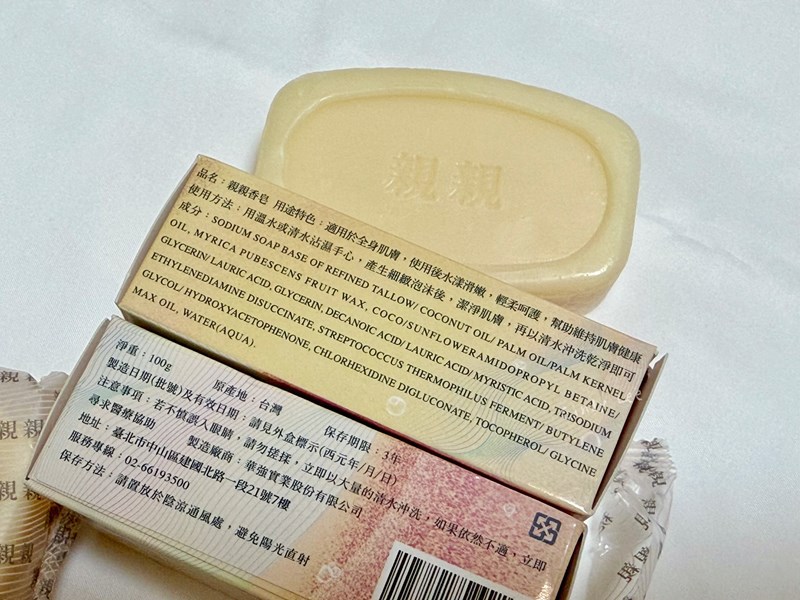 親親
品名：親親香皂 用途特色：適用於全身肌膚，使用後水漾滑嫩，輕柔呵護，幫助維持肌膚健康
使用方法：用溫水或清水沾濕手心，產生細緻泡沫後，潔淨肌膚，再以清水沖洗乾淨即可
成分：SODIUM SOAP BASE OF REFINED TALLOW/ COCONUT OIL/ PALM OIL/PALM KERNEL
OIL, MYRICA PUBESCENS FRUIT WAX, COCO/SUNFLOWERAMIDOPROPYL BETAINE/
GLYCERIN/ LAURIC ACID, GLYCERIN, DECANOIC ACID/ LAURIC ACID/ MYRISTIC ACID, TRISODIUM
ETHYLENEDIAMINE DISUCCINATE, STREPTOCOCCUS THERMOPHILUS FERMENT/ BUTYLENE
GLYCOL/ HYDROXYACETOPHENONE, CHLORHEXIDINE DIGLUCONATE, TOCOPHEROL/ GLYCINE
MAX OIL, WATER(AQUA).
淨重：100g 原產地：台灣 保存期限：3年
製造日期(批號)及有效日期：請見外盒標示(西元年/月/日)
注意事項：若不慎誤入眼睛，請勿搓揉，立即以大量的清水沖洗，如果依然不適，立即
尋求醫療協助 製造廠商：華強實業股份有限公司
地址：臺北市中山區建國北路一段21號7樓
服務專線：02-66193500
保存方法：請置放於陰涼通風處，避免陽光直射
親
親 親
親
親